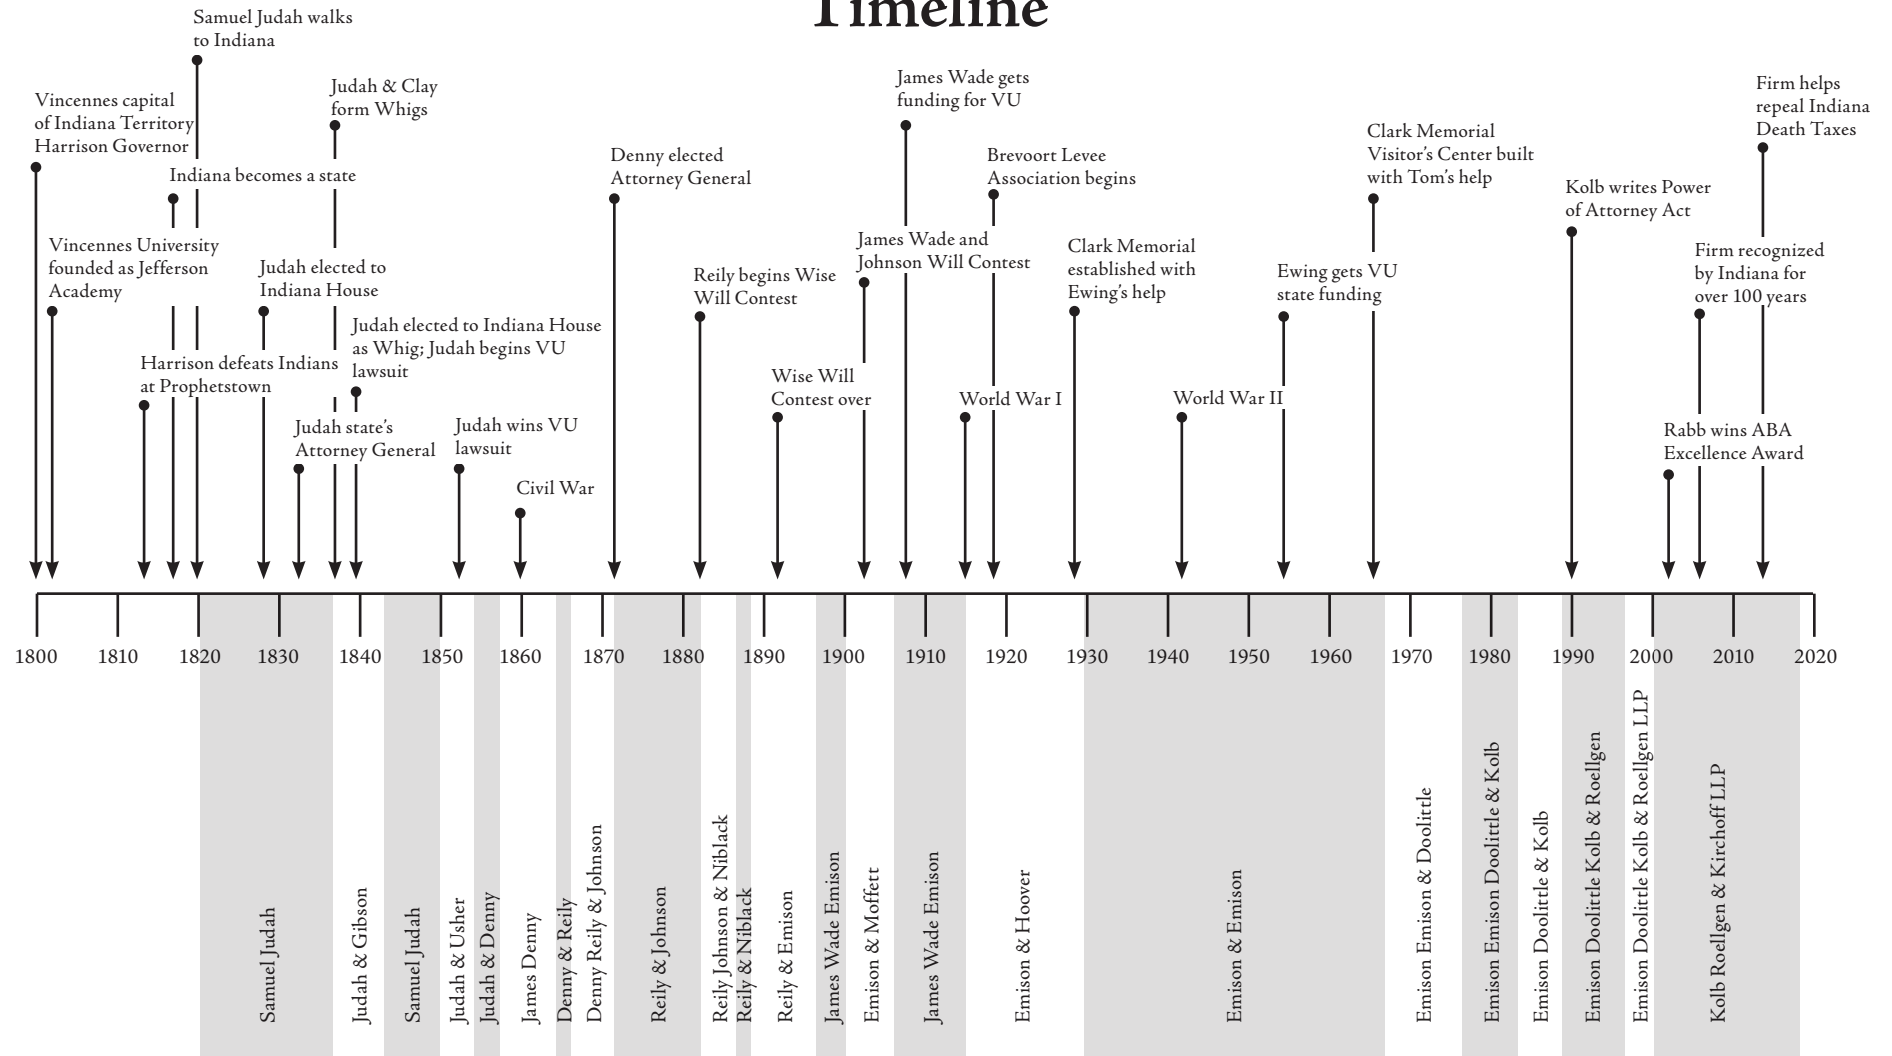 Timeline
Samuel Judah walks
to Indiana
Vincennes capital
of Indiana Territory
Harrison Governor
Judah & Clay
form Whigs
Indiana becomes a state
Vincennes University
founded as Jefferson
Academy
Judah elected to
Indiana House
Harrison defeats Indians
at Prophetstown
Judah elected to Indiana House
as Whig; Judah begins VU
lawsuit
Judah state's
Attorney General
Judah wins VU
lawsuit
Civil War
Denny elected
Attorney General
Reily begins Wise
Will Contest
Wise Will
Contest over
James Wade gets
funding for VU
James Wade and
Johnson Will Contest
Brevoort Levee
Association begins
World War I
Clark Memorial
established with
Ewing's help
World War II
Ewing gets VU
state funding
Clark Memorial
Visitor's Center built
with Tom's help
Kolb writes Power
of Attorney Act
Firm helps
repeal Indiana
Death Taxes
Firm recognized
by Indiana for
over 100 years
Rabb wins ABA
Excellence Award
1800 1810 1820 1830 1840 1850 1860 1870 1880 1890 1900 1910 1920 1930 1940 1950 1960 1970 1980 1990 2000 2010 2020
Samuel Judah
Judah & Gibson
Samuel Judah
Judah & Usher
Judah & Denny
James Denny
Denny & Reily
Denny Reily & Johnson
Reily & Johnson
Reily Johnson & Niblack
Reily & Niblack
Reily & Emison
James Wade Emison
Emison & Moffett
James Wade Emison
Emison & Hoover
Emison & Emison
Emison Emison & Doolittle
Emison Emison Doolittle & Kolb
Emison Doolittle & Kolb
Emison Doolittle Kolb & Roellgen
Emison Doolittle Kolb & Roellgen LLP
Kolb Roellgen & Kirchoff LLP